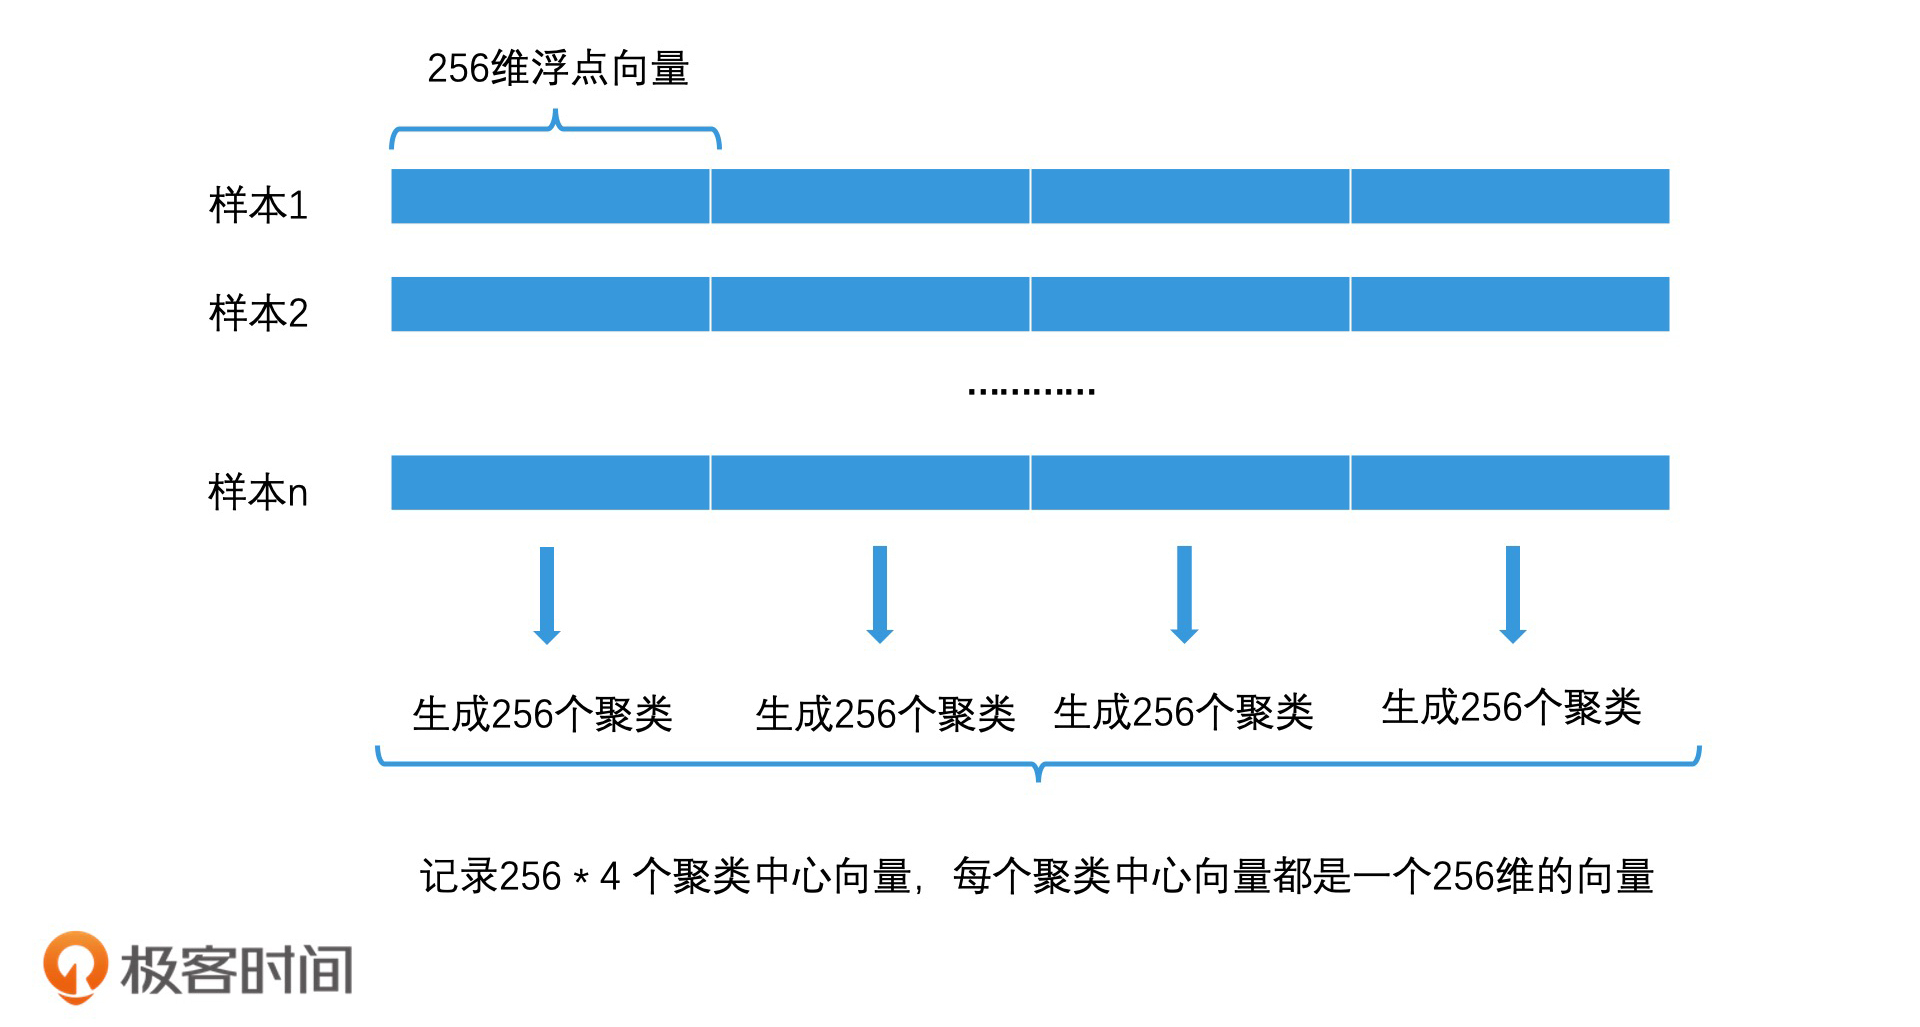 256维浮点向量
样本1
样本2
…………
样本n
生成256个聚类
生成256个聚类
生成256个聚类
生成256个聚类
记录256 * 4 个聚类中心向量，每个聚类中心向量都是一个256维的向量
极客时间